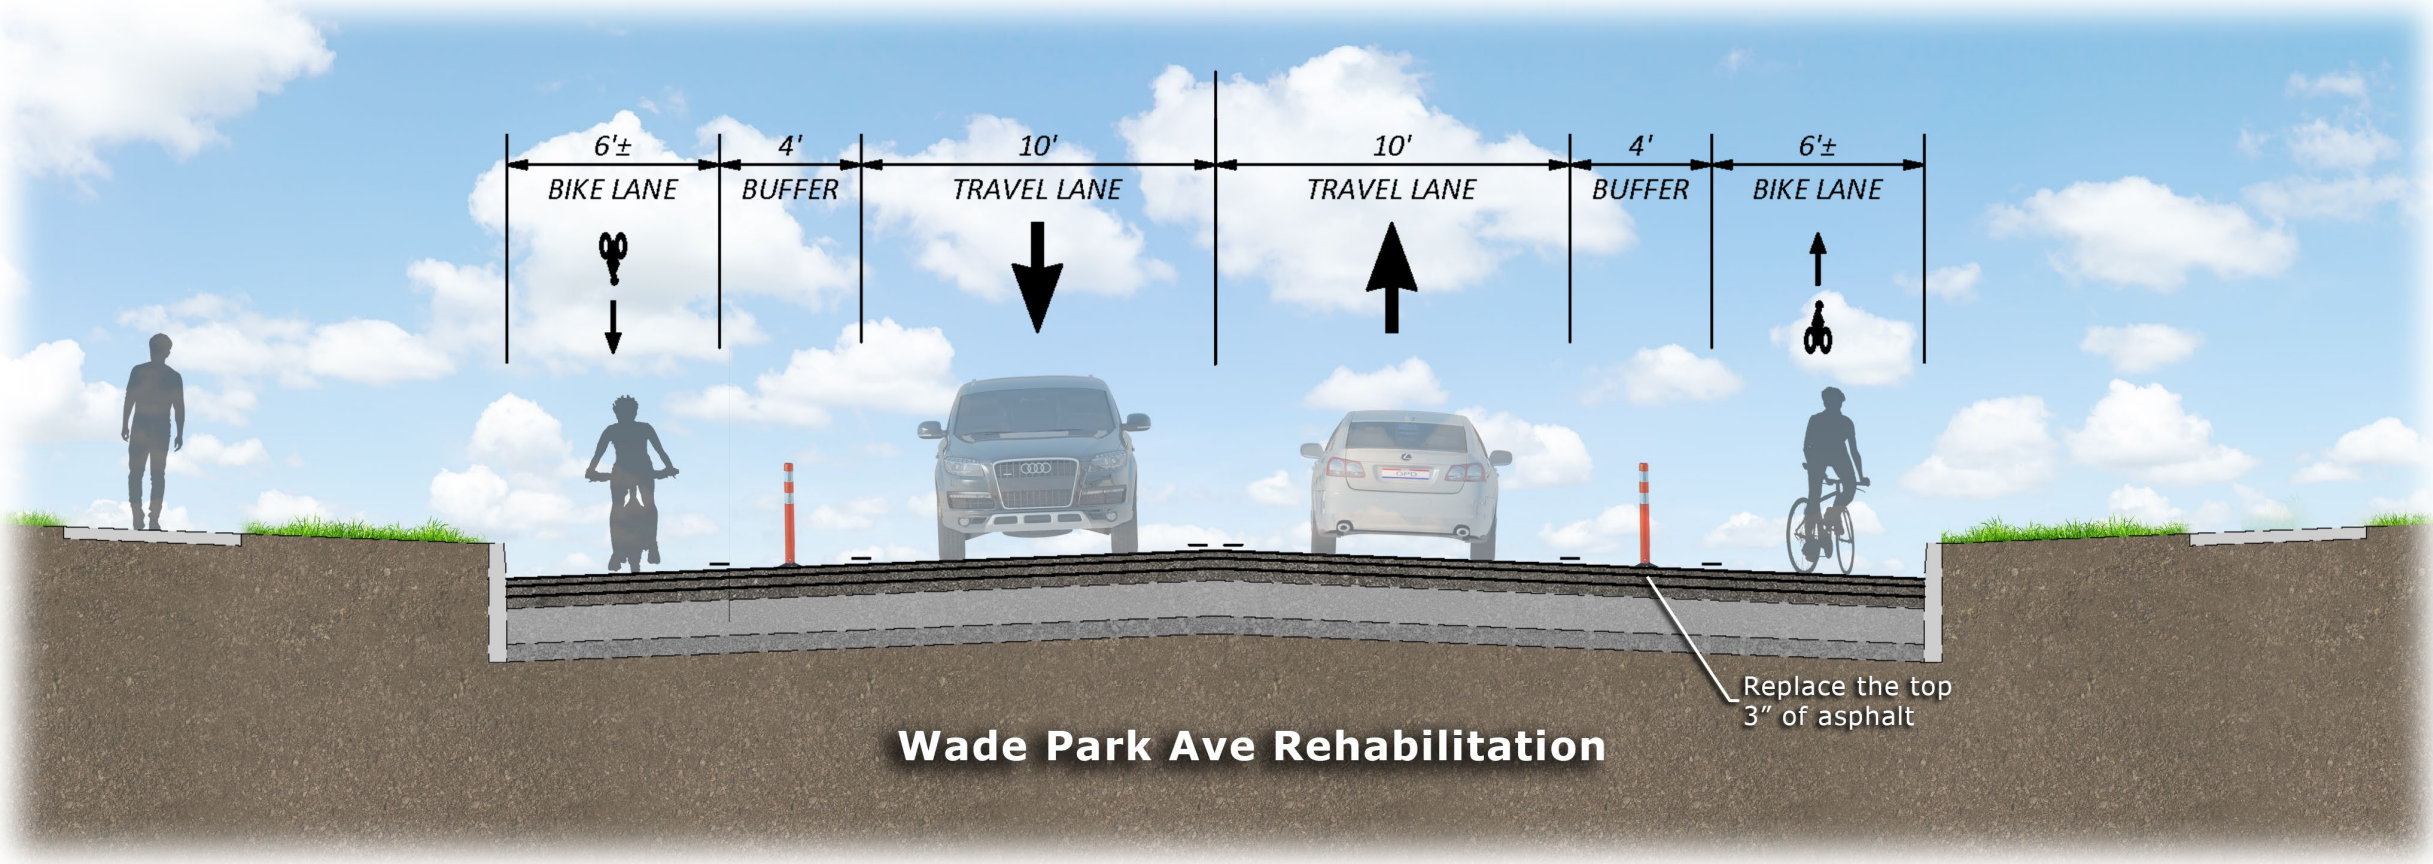 6'± 4' 10' 10' 4' 6'±
BIKE LANE BUFFER TRAVEL LANE TRAVEL LANE BUFFER BIKE LANE
GPD
Replace the top
3” of asphalt
Wade Park Ave Rehabilitation